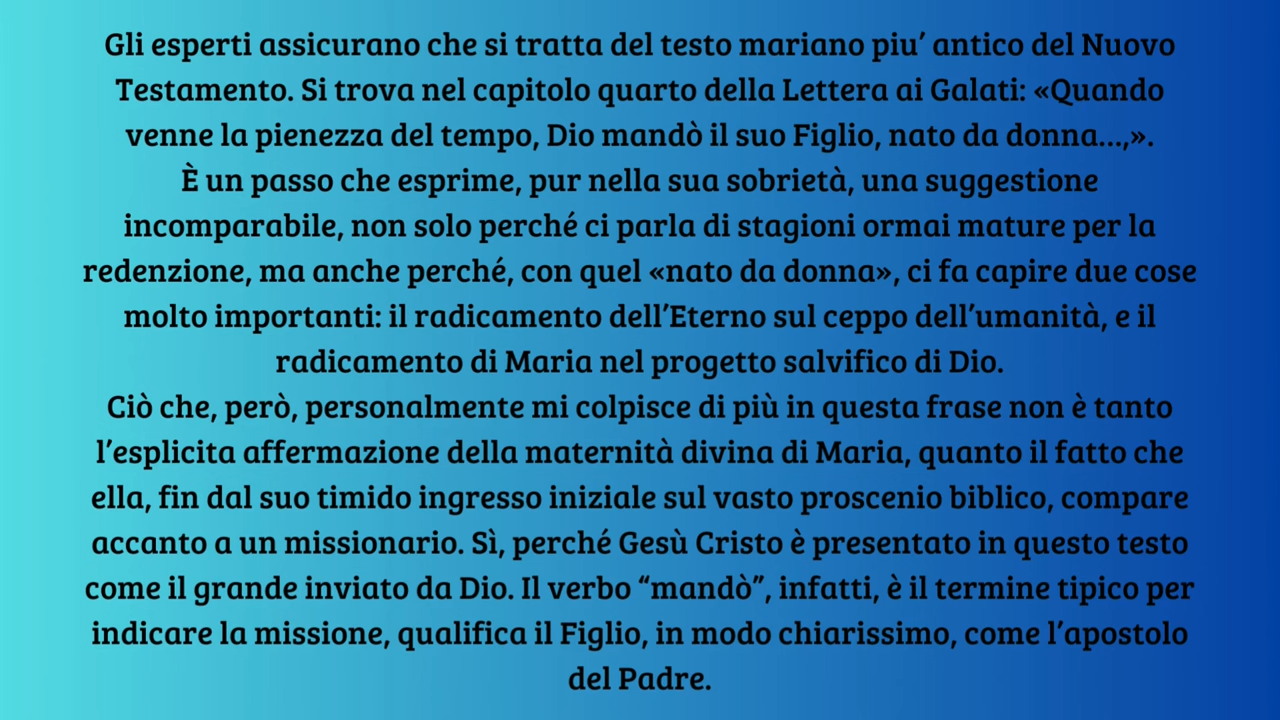 Gli esperti assicurano che si tratta del testo mariano piu’ antico del Nuovo
Testamento. Si trova nel capitolo quarto della Lettera ai Galati: «Quando
venne la pienezza del tempo, Dio mandò il suo Figlio, nato da donna...,».
È un passo che esprime, pur nella sua sobrietà, una suggestione
incomparabile, non solo perché ci parla di stagioni ormai mature per la
redenzione, ma anche perché, con quel «nato da donna», ci fa capire due cose
molto importanti: il radicamento dell’Eterno sul ceppo dell’umanità, e il
radicamento di Maria nel progetto salvifico di Dio.
Ciò che, però, personalmente mi colpisce di più in questa frase non è tanto
l’esplicita affermazione della maternità divina di Maria, quanto il fatto che
ella, fin dal suo timido ingresso iniziale sul vasto proscenio biblico, compare
accanto a un missionario. Sì, perché Gesù Cristo è presentato in questo testo
come il grande inviato da Dio. Il verbo “mandò”, infatti, è il termine tipico per
indicare la missione, qualifica il Figlio, in modo chiarissimo, come l’apostolo
del Padre.